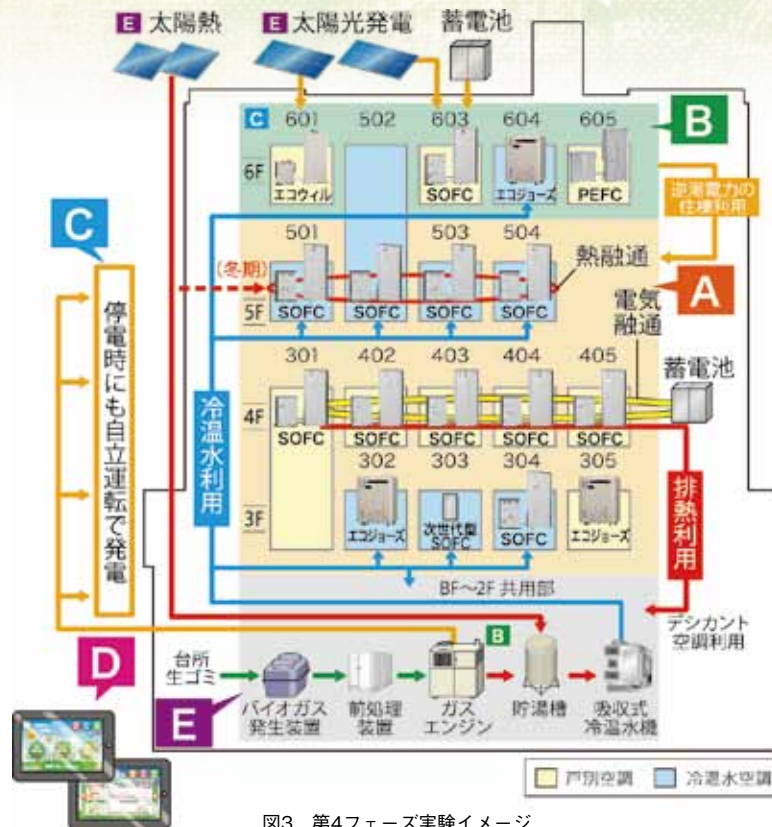 E 太陽熱
E 太陽光発電
蓄電池
C
601
502
603
604
605
B
6F
エコウィル
SOFC
エコジョーズ
PEFC
逆潮電力の
住棟利用
C
501
503
504
熱融通
(冬期)
A
5F
SOFC
SOFC
SOFC
SOFC
電気
融通
停電時にも自立運転で発電
冷温水利用
301
402
403
404
405
蓄電池
4F
SOFC
SOFC
SOFC
SOFC
SOFC
302
303
304
305
排熱利用
3F
エコジョーズ
次世代型
SOFC
SOFC
エコジョーズ
BF～2F 共用部
デシカント
空調利用
D
B
台所
生ゴミ
E
バイオガス
発生装置
前処理
装置
ガス
エンジン
貯湯槽
吸収式
冷温水機
戸別空調
冷温水空調
図3 第4フェーズ実験イメージ